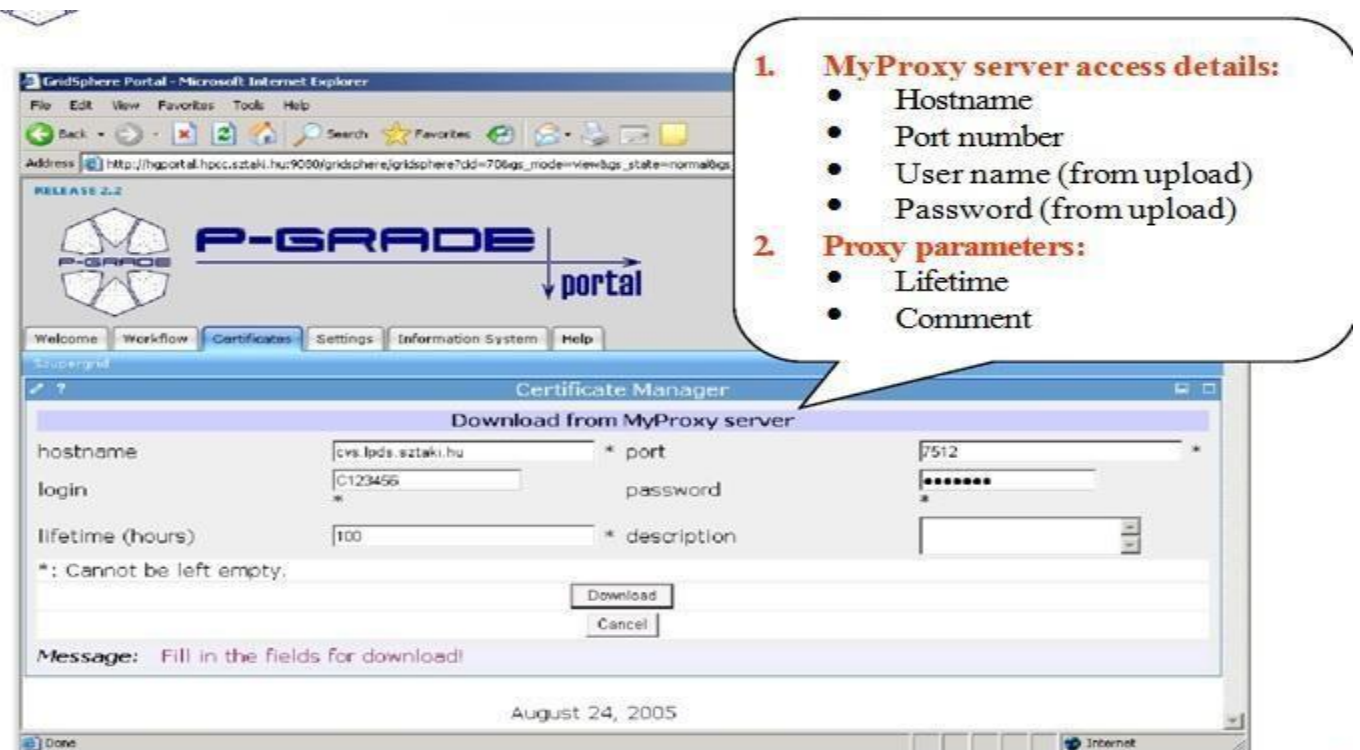 GridSphere Portal - Microsoft Internet Explorer
File Edit View Favorites Tools Help
Back Search Favorites
Address http://hgportal.hpcc.sztaki.hu:9080/gridsphere/gridsphere?cid=70&gs_mode=view&gs_state=normal&gs_
RELEASE 2.2
P-GRADE
P-GRADE
portal
Welcome Workflow Certificates Settings Information System Help
Szupergrid
? Certificate Manager
Download from MyProxy server
hostname cvs.lpds.sztaki.hu * port 7512 *
login C123456 * password ••••••• *
lifetime (hours) 100 * description
*: Cannot be left empty.
Download
Cancel
Message: Fill in the fields for download!
August 24, 2005
Done Internet
1. MyProxy server access details:
• Hostname
• Port number
• User name (from upload)
• Password (from upload)
2. Proxy parameters:
• Lifetime
• Comment